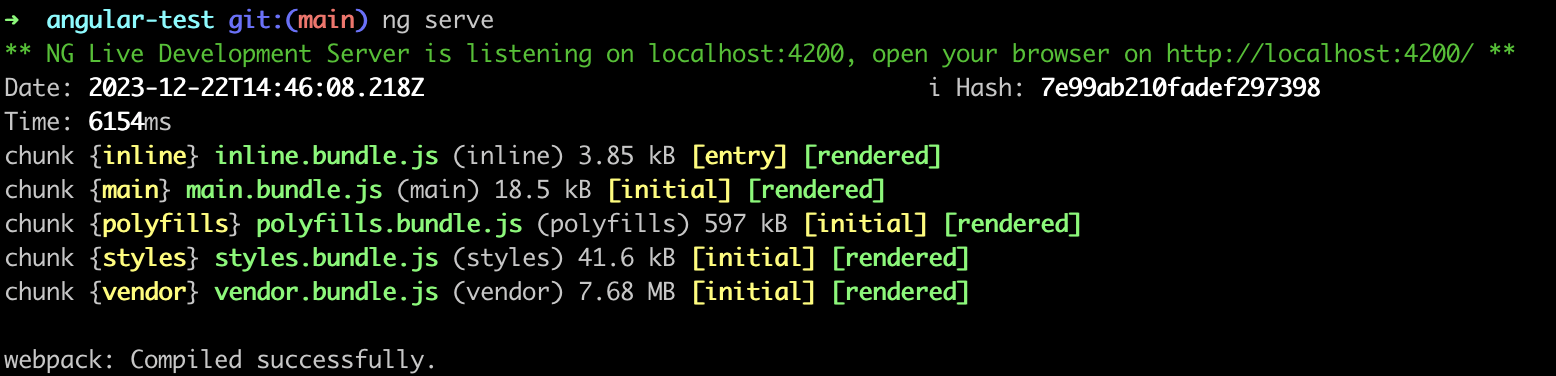 ➜ angular-test git:(main) ng serve
** NG Live Development Server is listening on localhost:4200, open your browser on http://localhost:4200/ **
Date: 2023-12-22T14:46:08.218Z i Hash: 7e99ab210fadef297398
Time: 6154ms
chunk {inline} inline.bundle.js (inline) 3.85 kB [entry] [rendered]
chunk {main} main.bundle.js (main) 18.5 kB [initial] [rendered]
chunk {polyfills} polyfills.bundle.js (polyfills) 597 kB [initial] [rendered]
chunk {styles} styles.bundle.js (styles) 41.6 kB [initial] [rendered]
chunk {vendor} vendor.bundle.js (vendor) 7.68 MB [initial] [rendered]
webpack: Compiled successfully.